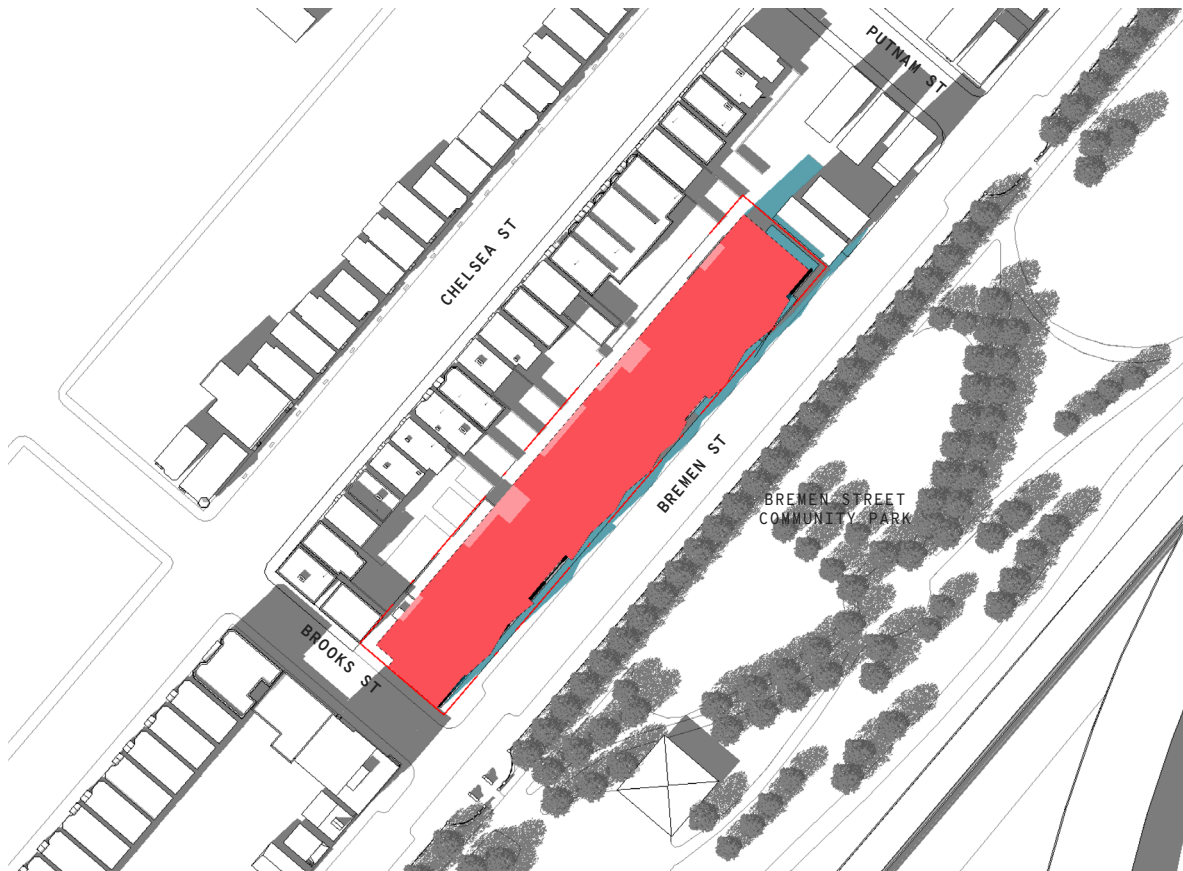 PUTNAM ST
CHELSEA ST
BREMEN ST
BREMEN STREET
COMMUNITY PARK
BROOKS ST